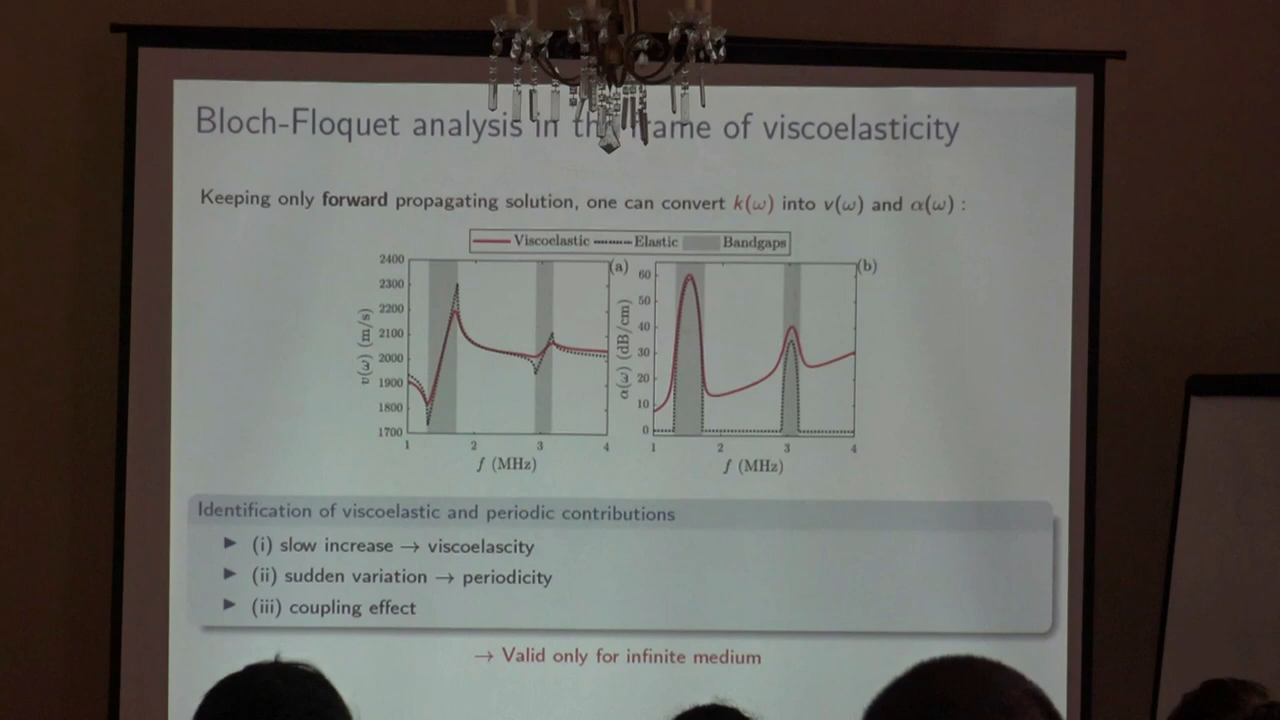 Bloch-Floquet analysis in the frame of viscoelasticity
Keeping only forward propagating solution, one can convert k(ω) into v(ω) and α(ω) :
Viscoelastic Elastic Bandgaps
(a)
2400
2300
2200
2100
2000
1900
1800
1700
v(ω) (m/s)
1 2 3 4
f (MHz)
(b)
60
50
40
30
20
10
0
α(ω) (dB/cm)
1 2 3 4
f (MHz)
Identification of viscoelastic and periodic contributions
▶ (i) slow increase → viscoelascity
▶ (ii) sudden variation → periodicity
▶ (iii) coupling effect
→ Valid only for infinite medium